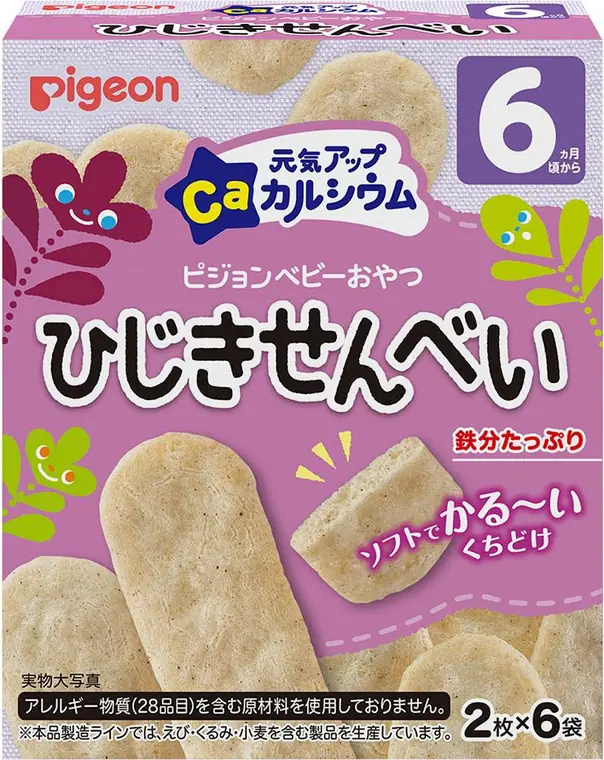 6ヵ月頃から
Pigeon
6
ヵ月
頃から
元気アップ
Ca カルシウム
ピジョンベビーおやつ
ひじきせんべい
鉄分たっぷり
ソフトでかる〜い
くちどけ
実物大写真
アレルギー物質(28品目)を含む原材料を使用しておりません。
※本品製造ラインでは、えび・くるみ・小麦を含む製品を生産しています。
2枚×6袋